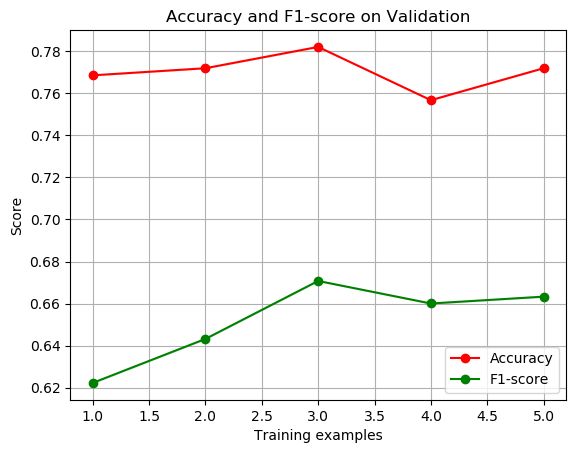 Accuracy and F1-score on Validation
0.78
0.76
0.74
0.72
0.70
0.68
0.66
0.64
0.62
Score
1.0 1.5 2.0 2.5 3.0 3.5 4.0 4.5 5.0
Training examples
Accuracy
F1-score